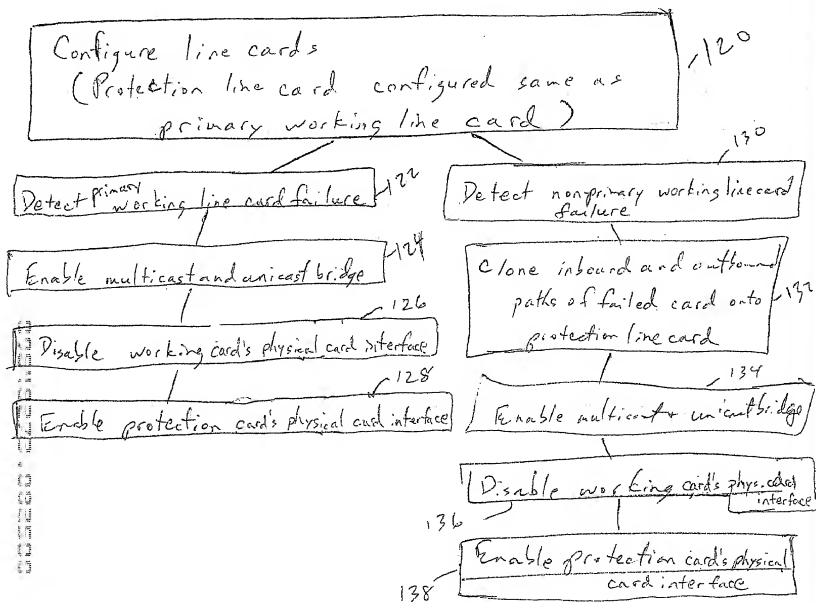 Configure line cards
(Protection line card configured same as
primary working line card)
120
130
Detect primary working line card failure
122
Detect nonprimary working line card
failure
Enable multicast and unicast bridge
124
Clone inbound and outbound
paths of failed card onto
protection line card
132
126
Disable working card's physical card interface
128
Enable protection card's physical card interface
134
Enable multicast + unicast bridge
Disable working card's phys. card
interface
136
Enable protection card's physical
card interface
138